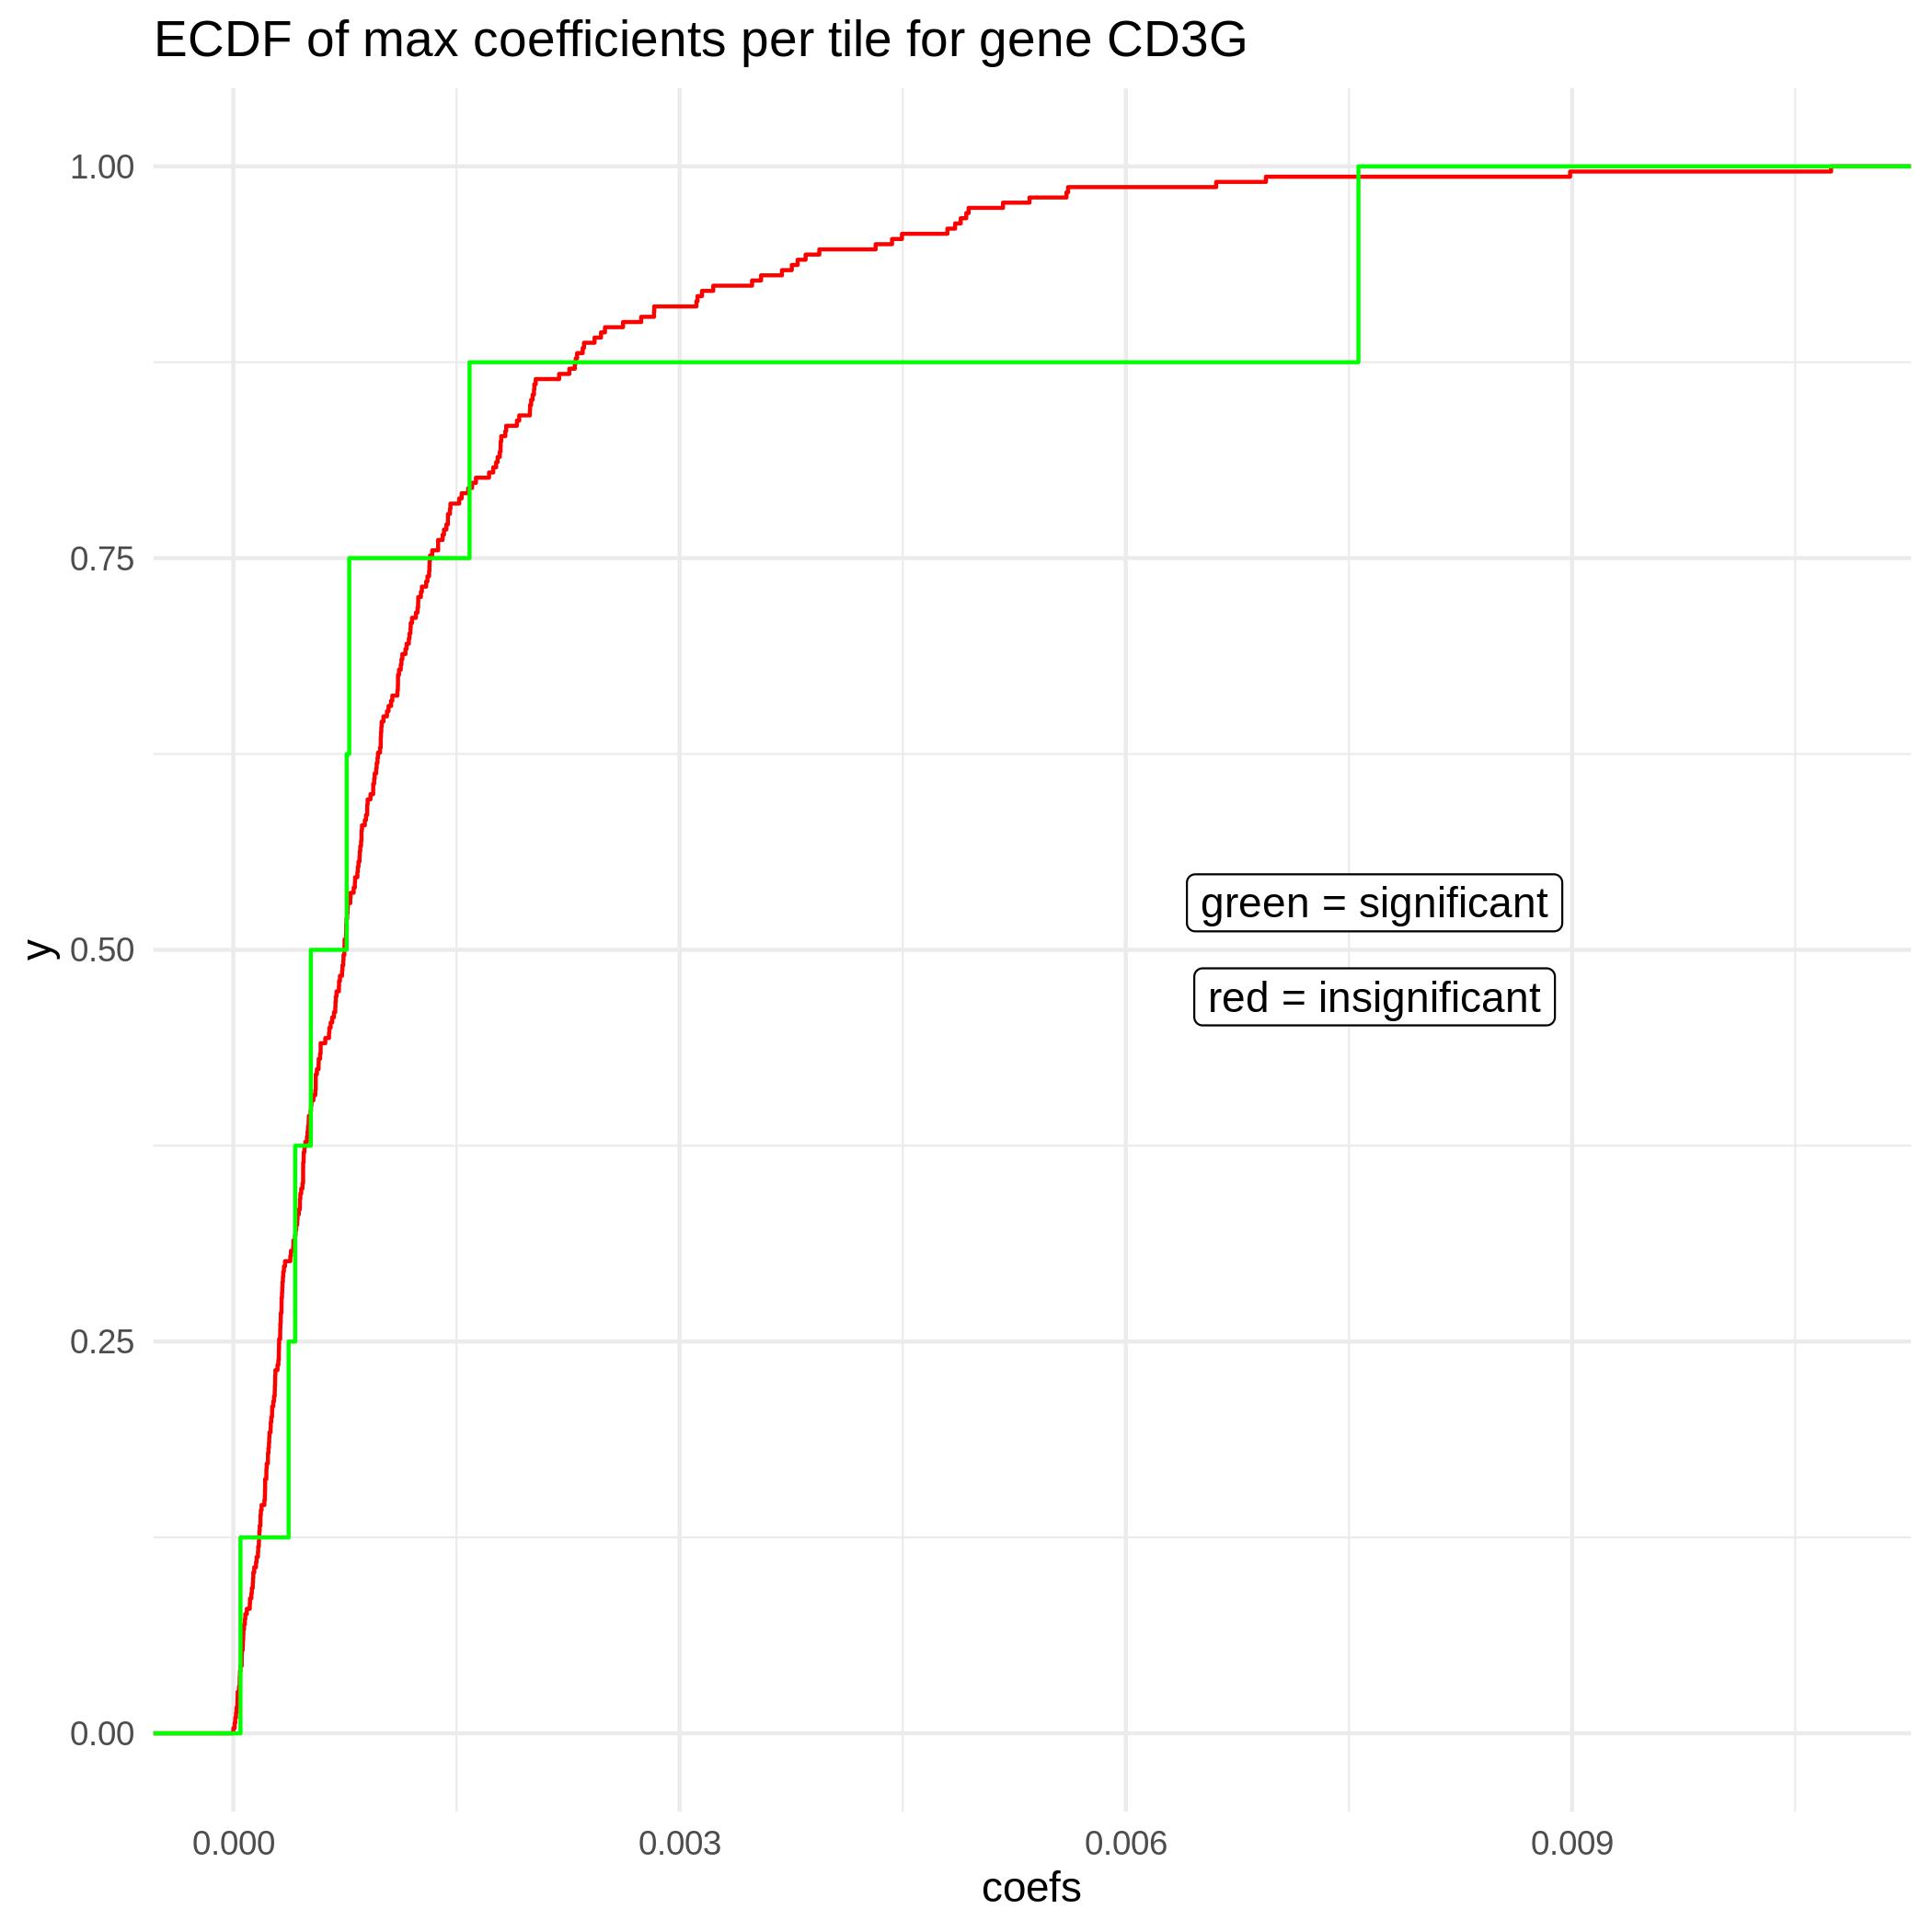 ECDF of max coefficients per tile for gene CD3G
1.00
0.75
0.50
0.25
0.00
y
green = significant
red = insignificant
0.000 0.003 0.006 0.009
coefs